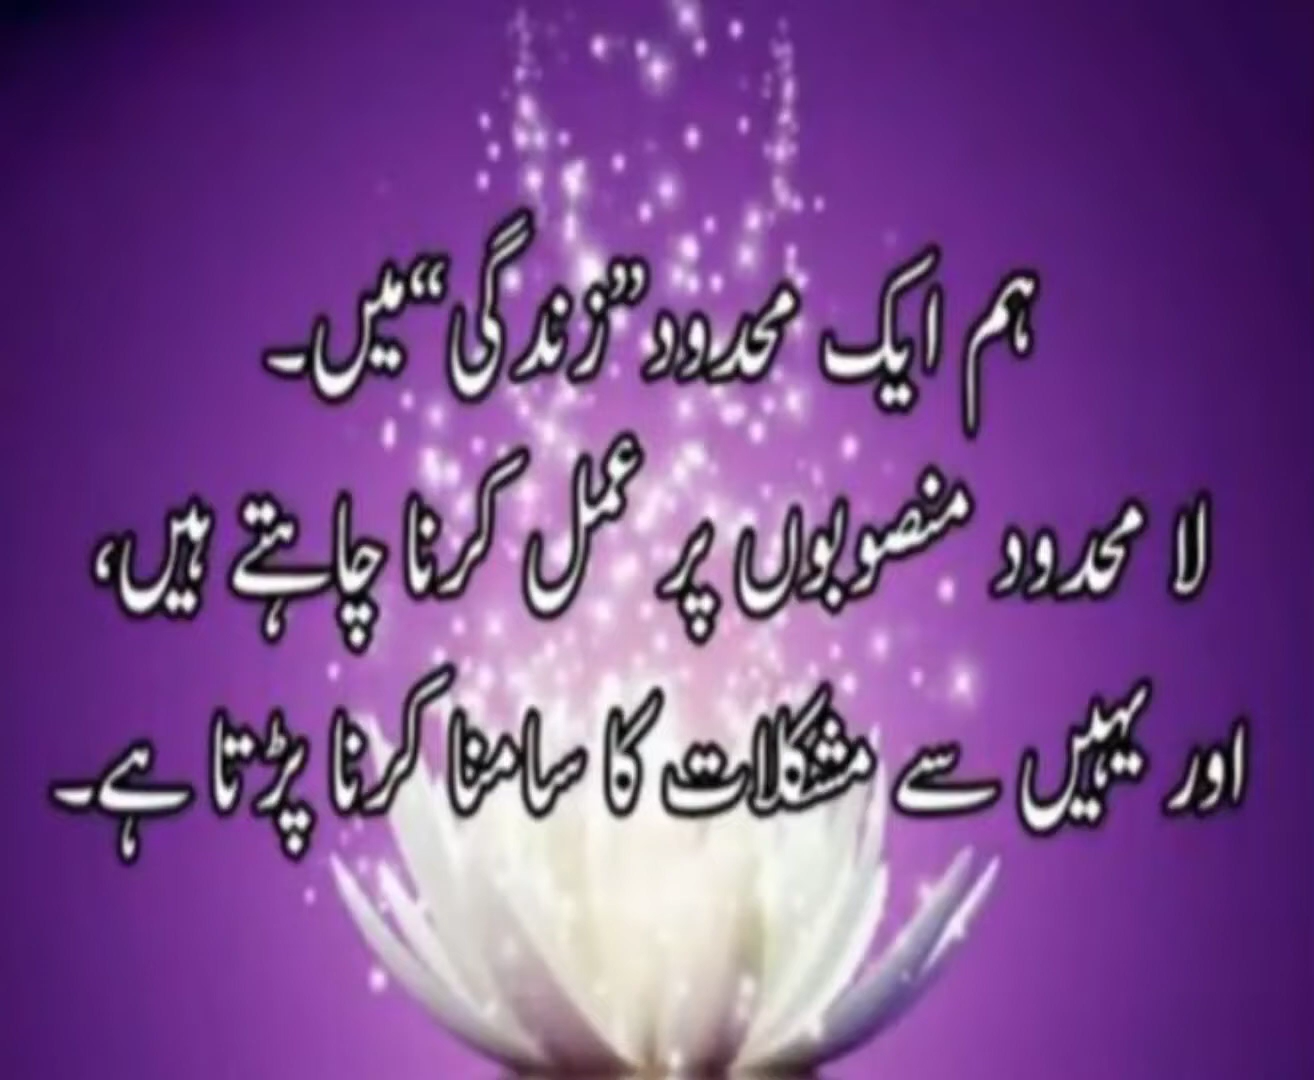 ہم ایک محدود ”زندگی“ میں۔
لا محدود منصوبوں پر عمل کرنا چاہتے ہیں،
اور یہیں سے مشکلات کا سامنا کرنا پڑتا ہے۔